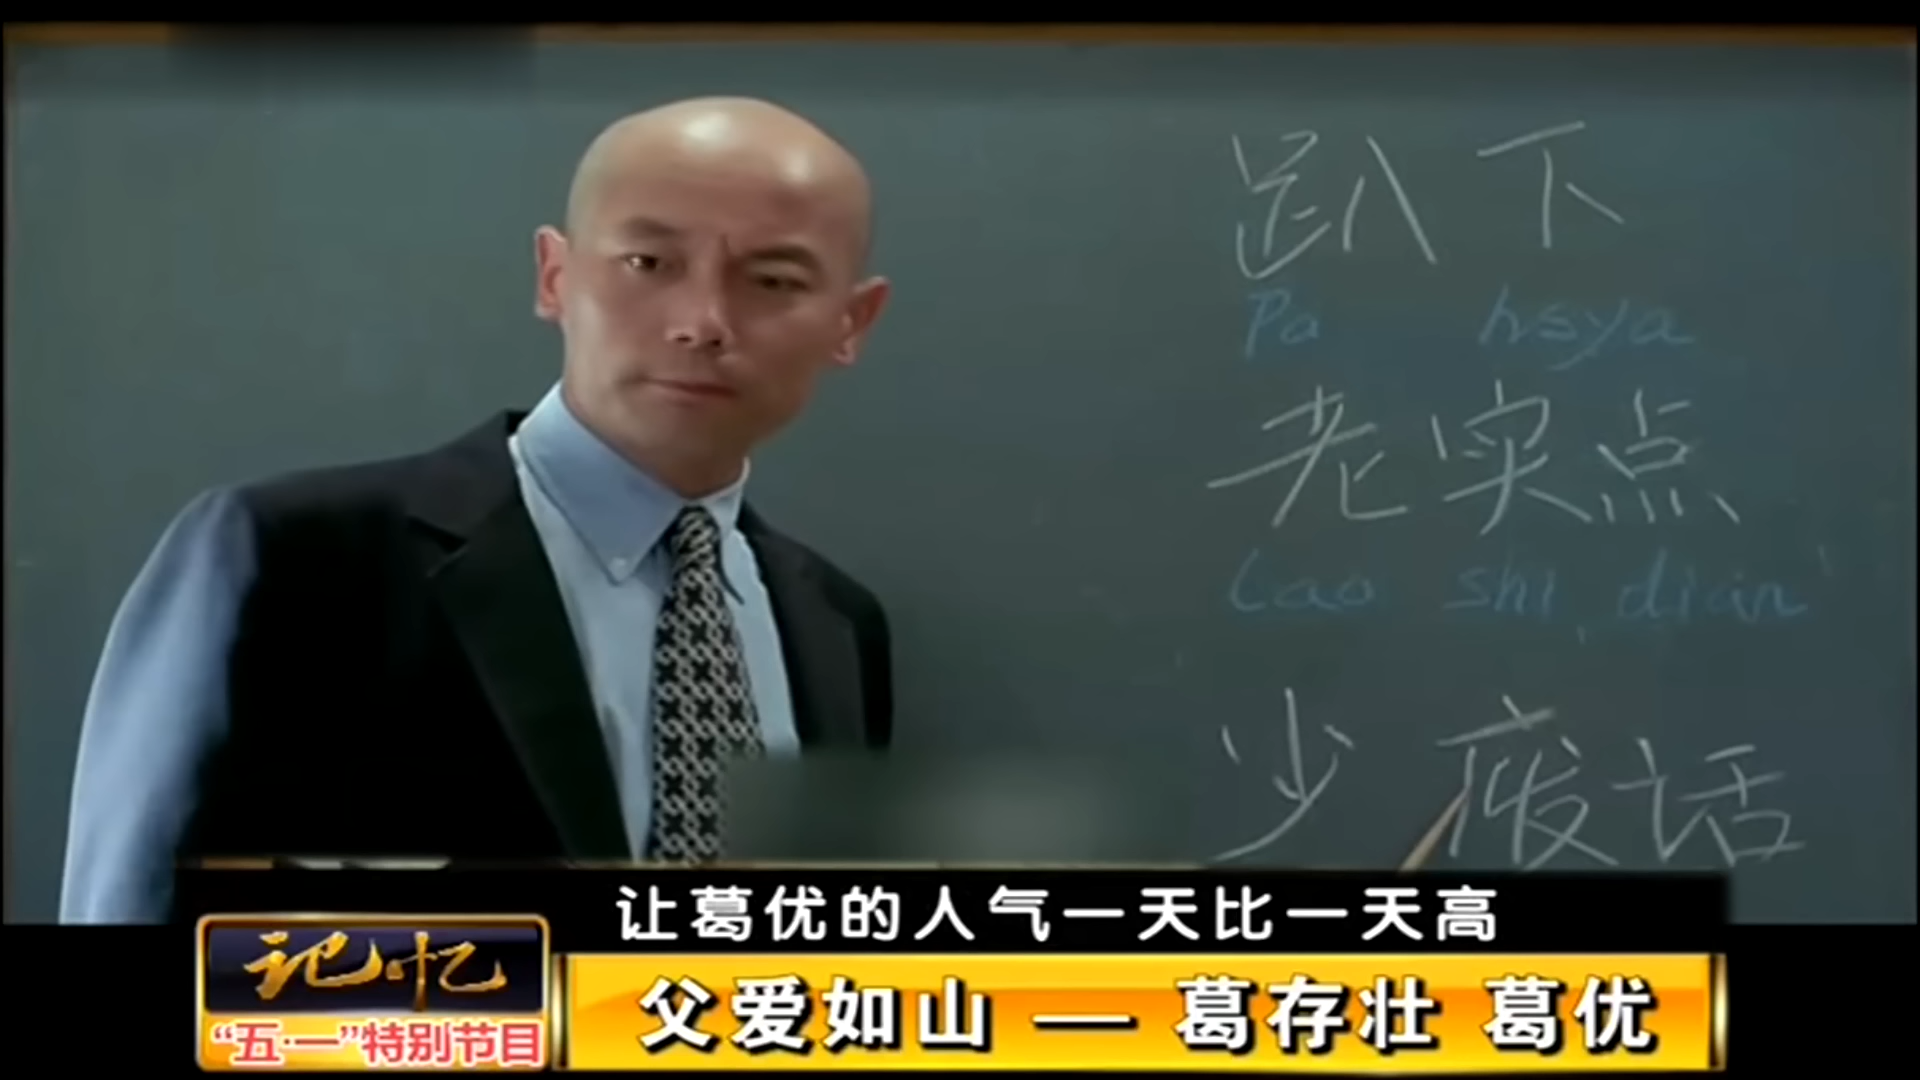 趴下
Pa hsya
老实点
Lao shi dian
少废话
让葛优的人气一天比一天高
记忆
父爱如山 — 葛存壮 葛优
“五·一”特别节目